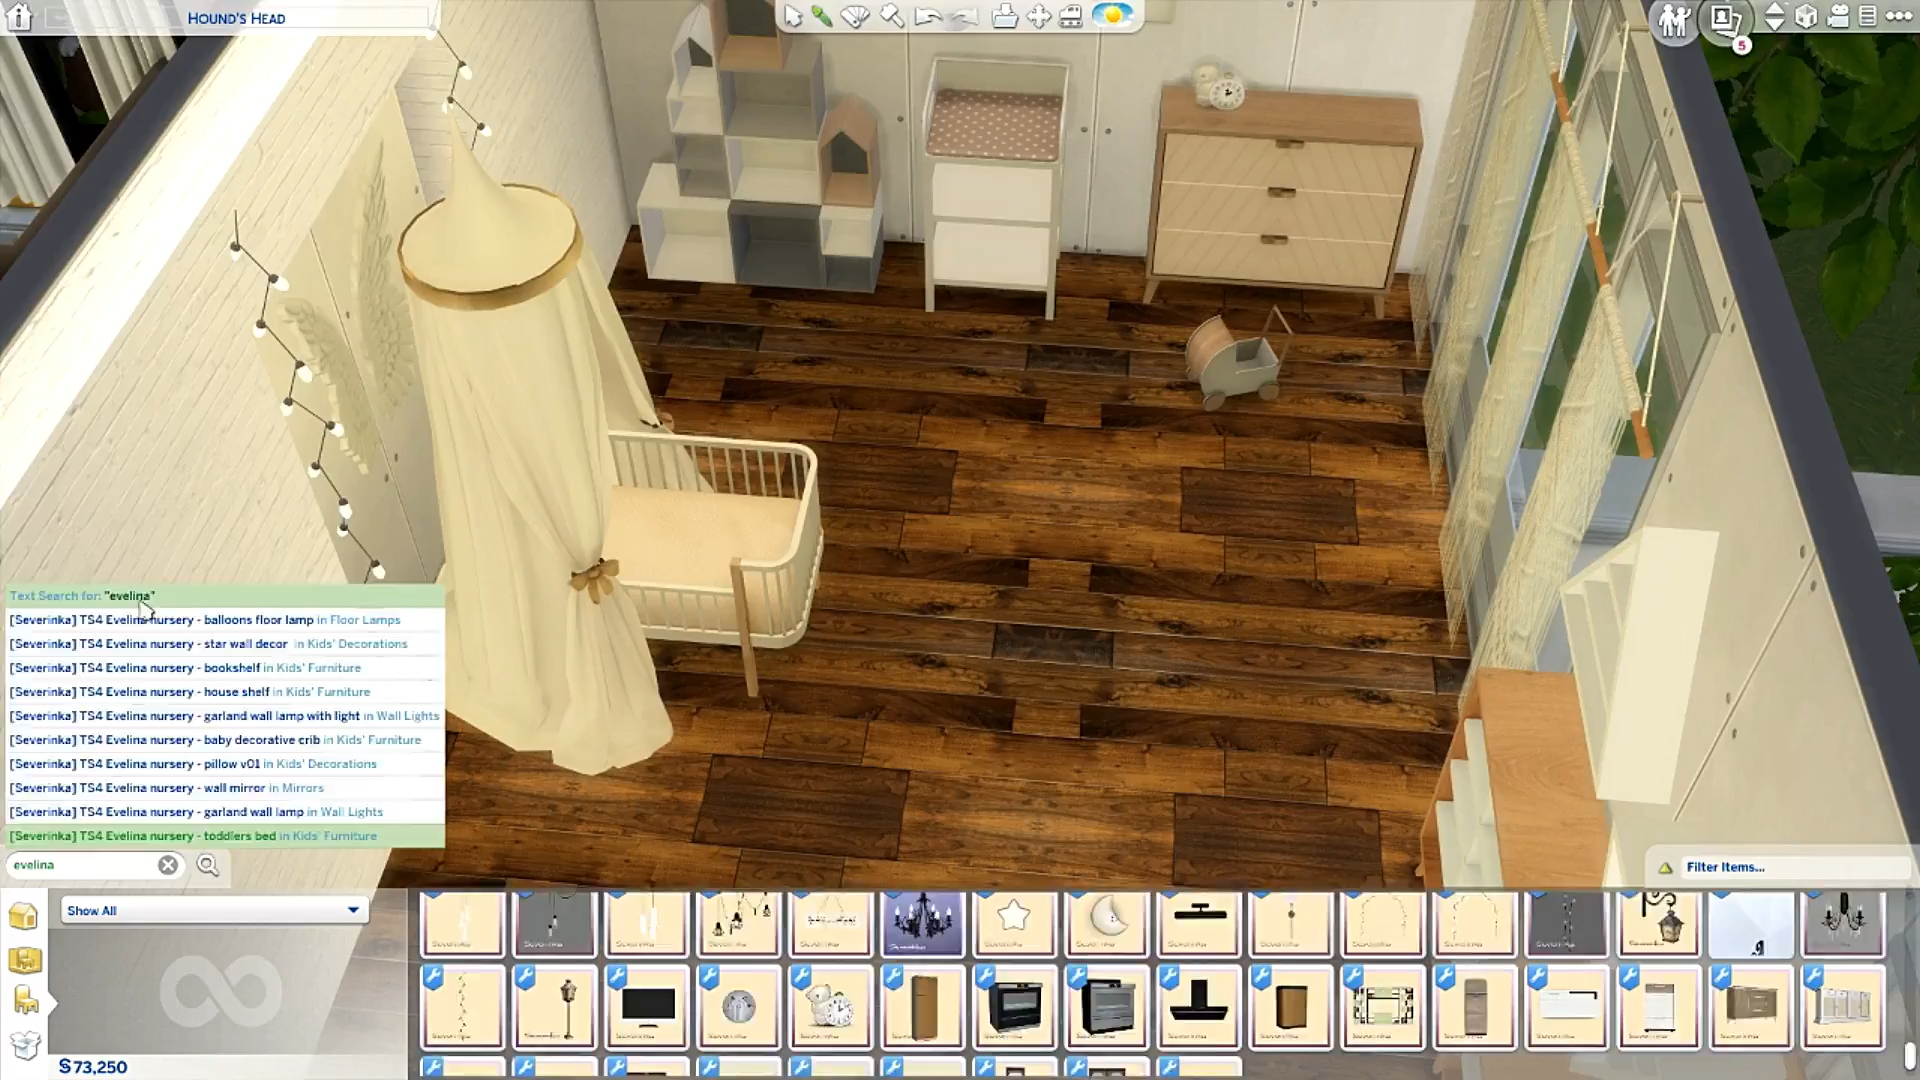 HOUND'S HEAD
5
Text Search for: "evelina"
[Severinka] TS4 Evelina nursery - balloons floor lamp in Floor Lamps
[Severinka] TS4 Evelina nursery - star wall decor in Kids' Decorations
[Severinka] TS4 Evelina nursery - bookshelf in Kids' Furniture
[Severinka] TS4 Evelina nursery - house shelf in Kids' Furniture
[Severinka] TS4 Evelina nursery - garland wall lamp with light in Wall Lights
[Severinka] TS4 Evelina nursery - baby decorative crib in Kids' Furniture
[Severinka] TS4 Evelina nursery - pillow v01 in Kids' Decorations
[Severinka] TS4 Evelina nursery - wall mirror in Mirrors
[Severinka] TS4 Evelina nursery - garland wall lamp in Wall Lights
[Severinka] TS4 Evelina nursery - toddlers bed in Kids' Furniture
evelina
Filter Items...
Show All
§73,250